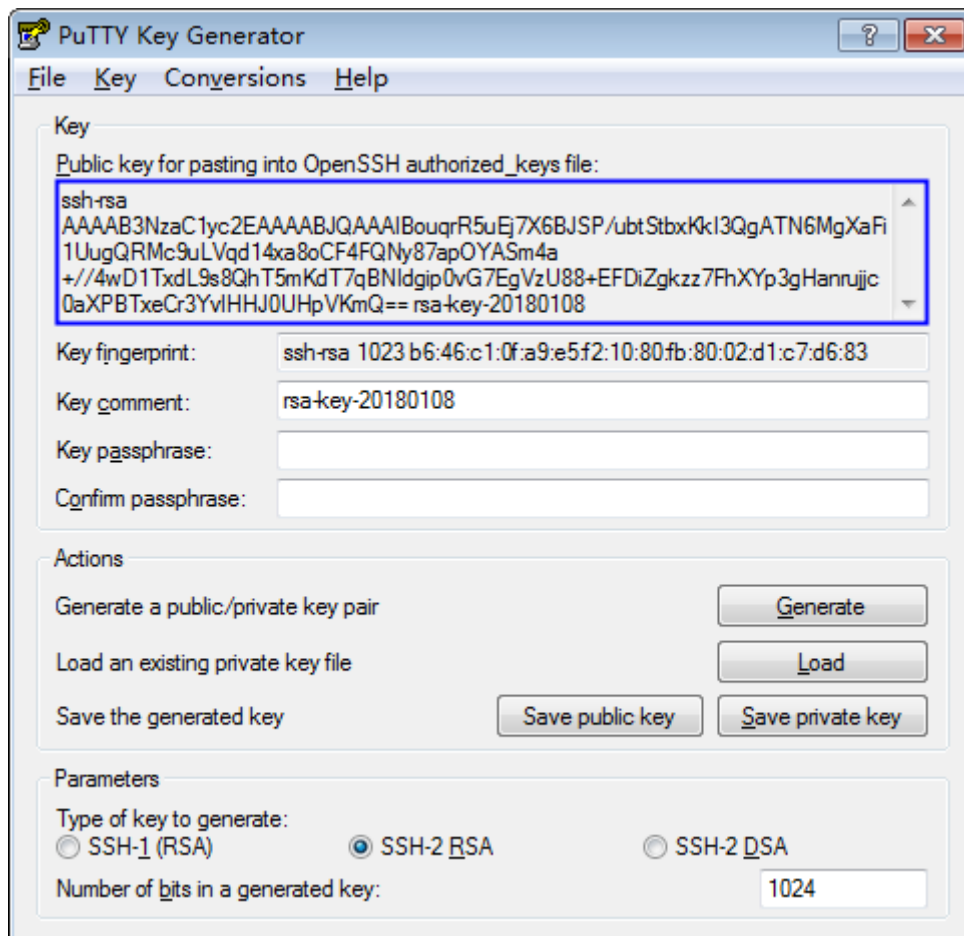 PuTTY Key Generator
File Key Conversions Help
Key
Public key for pasting into OpenSSH authorized_keys file:
ssh-rsa
AAAAB3NzaC1yc2EAAAABJQAAAIBouqrR5uEj7X6BJSP/ubtStbxKkI3QgATN6MgXaFi
1UugQRMc9uLVqd14xa8oCF4FQNy87apOYASm4a
+//4wD1TxdL9s8QhT5mKdT7qBNldgip0vG7EgVzU88+EFDiZgkzz7FhXYp3gHanrujjc
0aXPBTxeCr3YvlHHJ0UHpVKmQ== rsa-key-20180108
Key fingerprint: ssh-rsa 1023 b6:46:c1:0f:a9:e5:f2:10:80:fb:80:02:d1:c7:d6:83
Key comment: rsa-key-20180108
Key passphrase:
Confirm passphrase:
Actions
Generate a public/private key pair Generate
Load an existing private key file Load
Save the generated key Save public key Save private key
Parameters
Type of key to generate:
SSH-1 (RSA) SSH-2 RSA SSH-2 DSA
Number of bits in a generated key: 1024